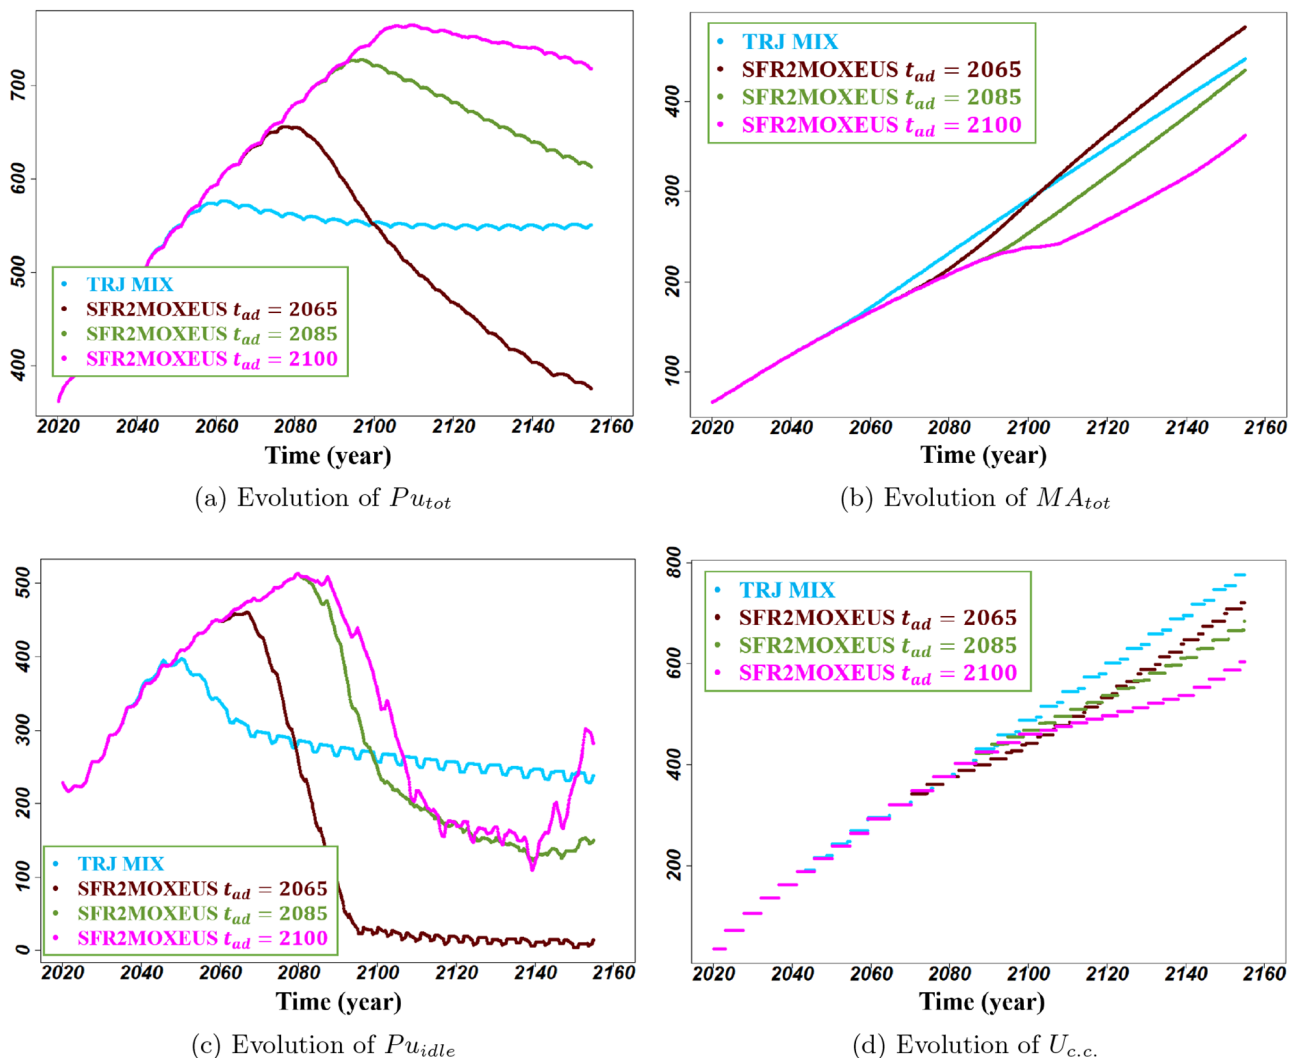 700
600
500
400
TRJ MIX
SFR2MOXEUS t_ad = 2065
SFR2MOXEUS t_ad = 2085
SFR2MOXEUS t_ad = 2100
2020 2040 2060 2080 2100 2120 2140 2160
Time (year)
(a) Evolution of Pu_tot
400
300
200
100
TRJ MIX
SFR2MOXEUS t_ad = 2065
SFR2MOXEUS t_ad = 2085
SFR2MOXEUS t_ad = 2100
2020 2040 2060 2080 2100 2120 2140 2160
Time (year)
(b) Evolution of MA_tot
500
400
300
200
100
0
TRJ MIX
SFR2MOXEUS t_ad = 2065
SFR2MOXEUS t_ad = 2085
SFR2MOXEUS t_ad = 2100
2020 2040 2060 2080 2100 2120 2140 2160
Time (year)
(c) Evolution of Pu_idle
800
600
400
200
TRJ MIX
SFR2MOXEUS t_ad = 2065
SFR2MOXEUS t_ad = 2085
SFR2MOXEUS t_ad = 2100
2020 2040 2060 2080 2100 2120 2140 2160
Time (year)
(d) Evolution of U_c.c.